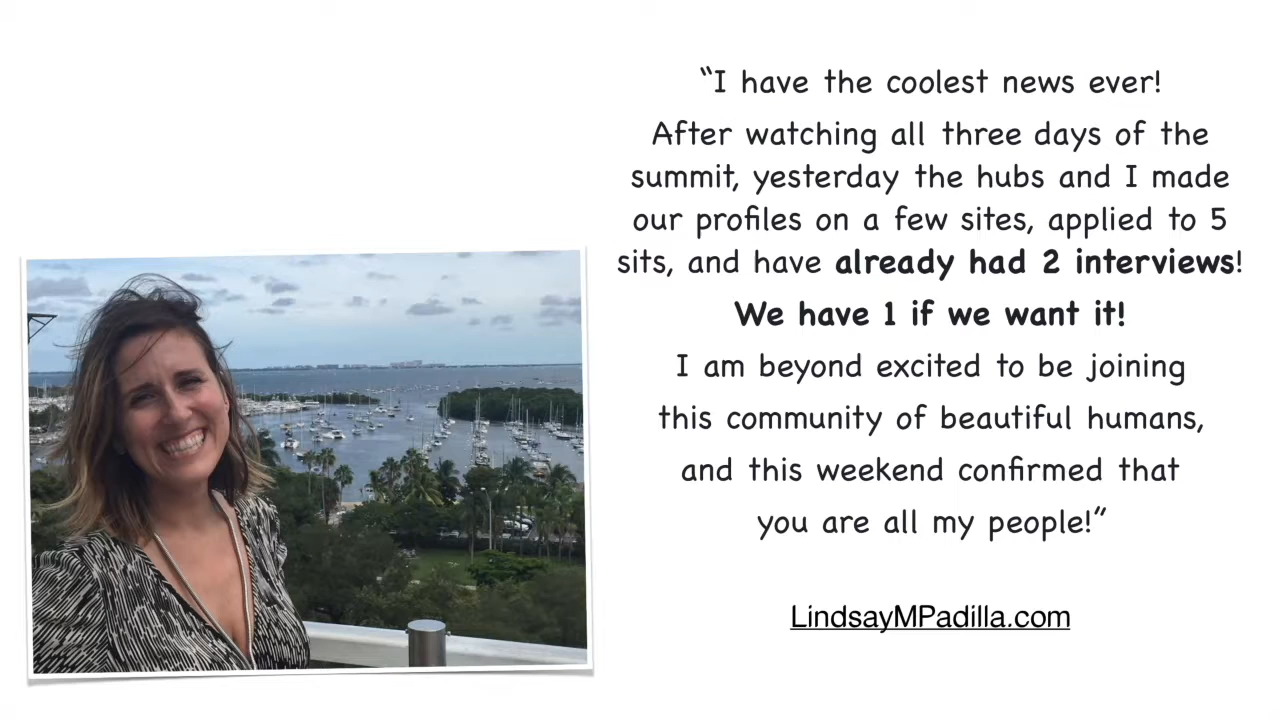 “I have the coolest news ever!
After watching all three days of the
summit, yesterday the hubs and I made
our profiles on a few sites, applied to 5
sits, and have already had 2 interviews!
We have 1 if we want it!
I am beyond excited to be joining
this community of beautiful humans,
and this weekend confirmed that
you are all my people!”
LindsayMPadilla.com